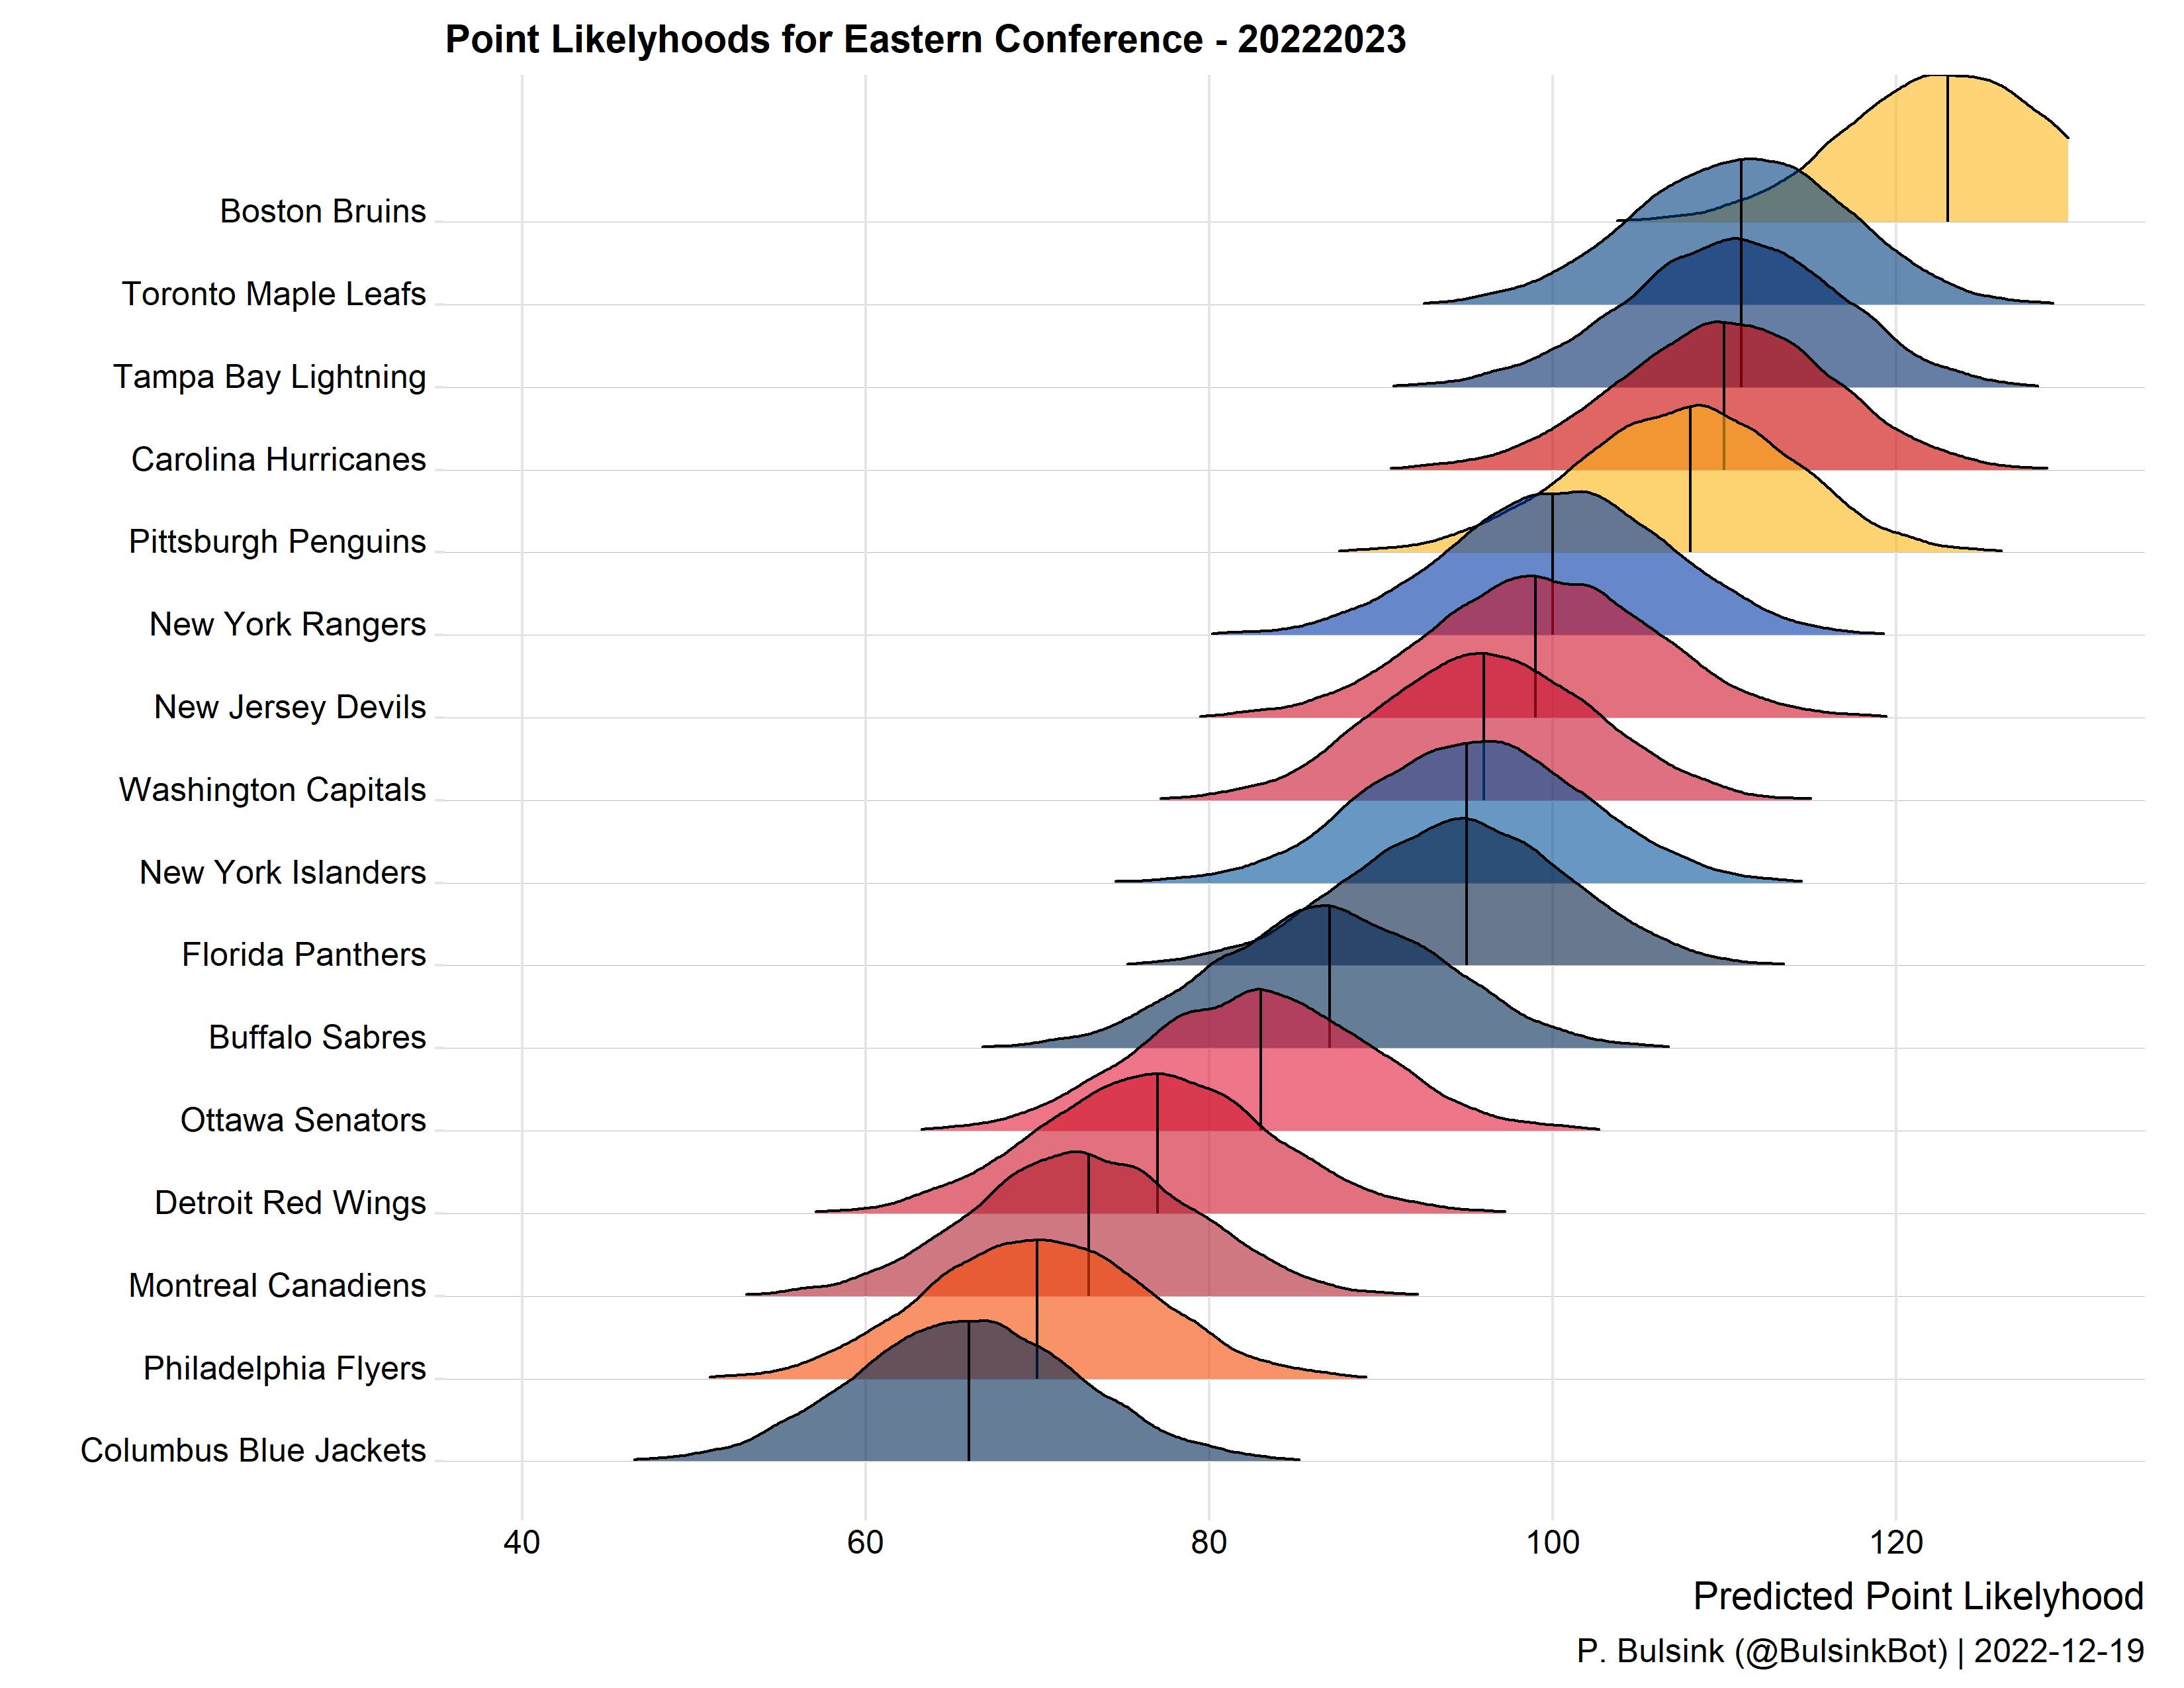 Point Likelyhoods for Eastern Conference - 20222023
Boston Bruins
Toronto Maple Leafs
Tampa Bay Lightning
Carolina Hurricanes
Pittsburgh Penguins
New York Rangers
New Jersey Devils
Washington Capitals
New York Islanders
Florida Panthers
Buffalo Sabres
Ottawa Senators
Detroit Red Wings
Montreal Canadiens
Philadelphia Flyers
Columbus Blue Jackets
40 60 80 100 120
Predicted Point Likelyhood
P. Bulsink (@BulsinkBot) | 2022-12-19